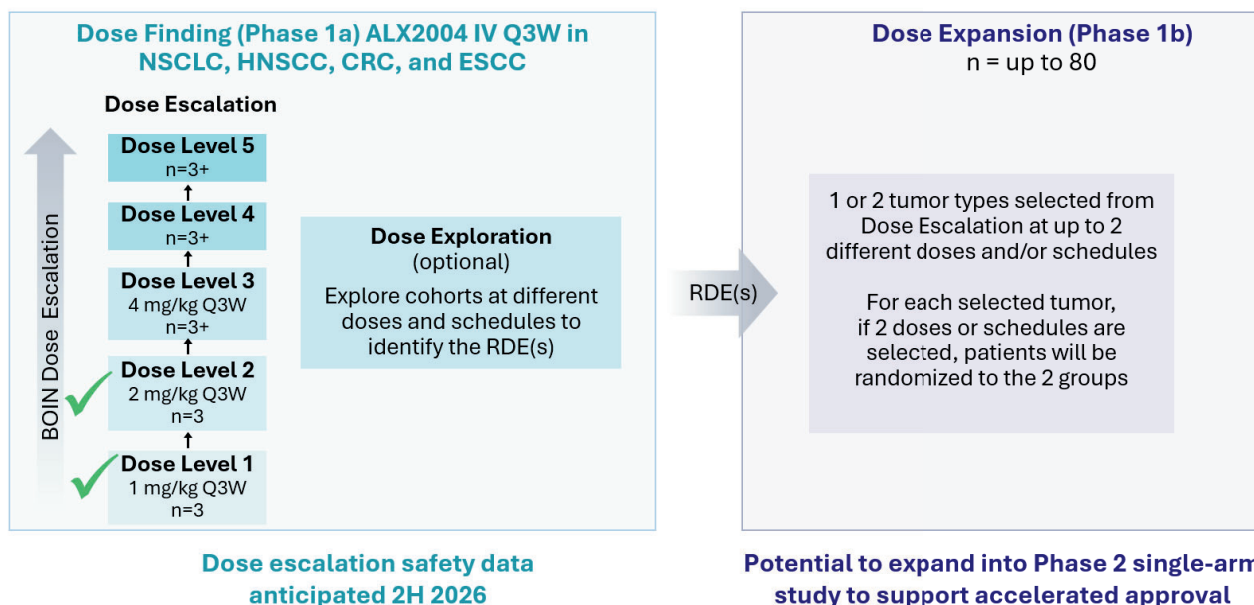 Dose Finding (Phase 1a) ALX2004 IV Q3W in
NSCLC, HNSCC, CRC, and ESCC
Dose Escalation
BOIN Dose Escalation
Dose Level 5
n=3+
Dose Level 4
n=3+
Dose Level 3
4 mg/kg Q3W
n=3+
Dose Level 2
2 mg/kg Q3W
n=3
Dose Level 1
1 mg/kg Q3W
n=3
Dose Exploration
(optional)
Explore cohorts at different
doses and schedules to
identify the RDE(s)
Dose escalation safety data
anticipated 2H 2026
RDE(s)
Dose Expansion (Phase 1b)
n = up to 80
1 or 2 tumor types selected from
Dose Escalation at up to 2
different doses and/or schedules
For each selected tumor,
if 2 doses or schedules are
selected, patients will be
randomized to the 2 groups
Potential to expand into Phase 2 single-arm
study to support accelerated approval